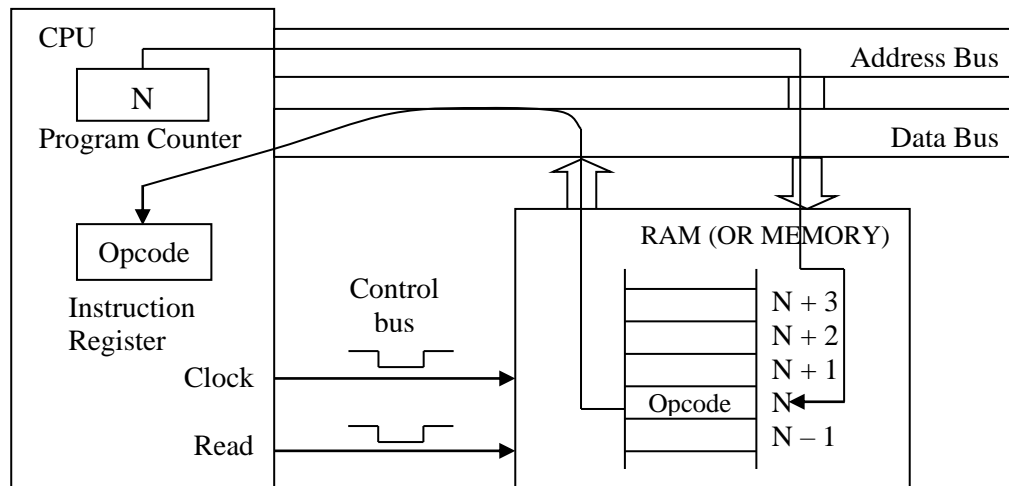 CPU
N
Program Counter
Opcode
Instruction
Register
Address Bus
Data Bus
Control
bus
Clock
Read
RAM (OR MEMORY)
N + 3
N + 2
N + 1
Opcode N
N – 1